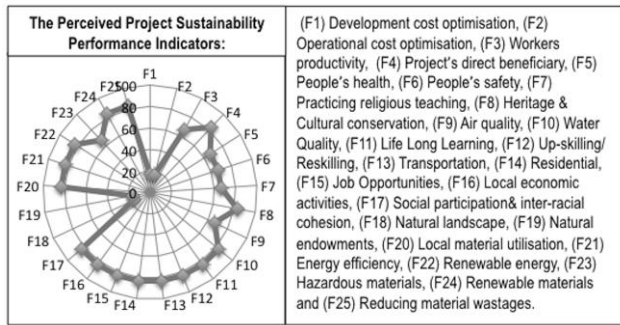 The Perceived Project Sustainability
Performance Indicators:
F1
F2
F3
F4
F5
F6
F7
F8
F9
F10
F11
F12
F13
F14
F15
F16
F17
F18
F19
F20
F21
F22
F23
F24
F25
100
80
60
40
20
0
(F1) Development cost optimisation, (F2)
Operational cost optimisation, (F3) Workers
productivity, (F4) Project's direct beneficiary, (F5)
People's health, (F6) People's safety, (F7)
Practicing religious teaching, (F8) Heritage &
Cultural conservation, (F9) Air quality, (F10) Water
Quality, (F11) Life Long Learning, (F12) Up-skilling/
Reskilling, (F13) Transportation, (F14) Residential,
(F15) Job Opportunities, (F16) Local economic
activities, (F17) Social participation& inter-racial
cohesion, (F18) Natural landscape, (F19) Natural
endowments, (F20) Local material utilisation, (F21)
Energy efficiency, (F22) Renewable energy, (F23)
Hazardous materials, (F24) Renewable materials
and (F25) Reducing material wastages.